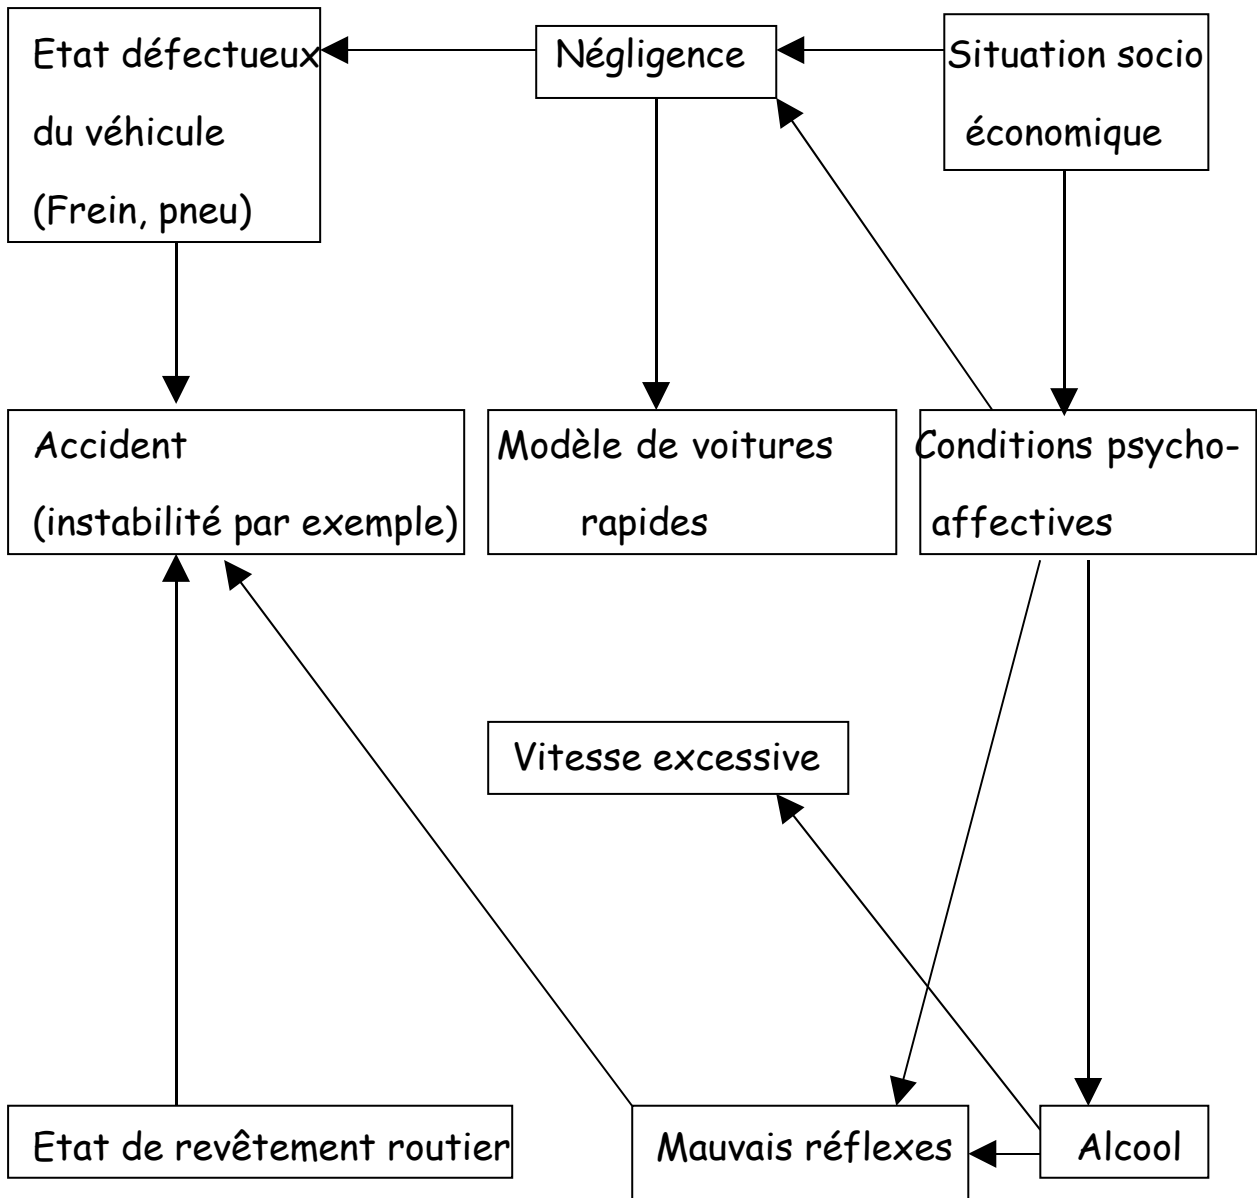 Etat défectueux
du véhicule
(Frein, pneu)
Négligence
Situation socio
économique
Accident
(instabilité par exemple)
Modèle de voitures
rapides
Conditions psycho-
affectives
Vitesse excessive
Etat de revêtement routier
Mauvais réflexes
Alcool